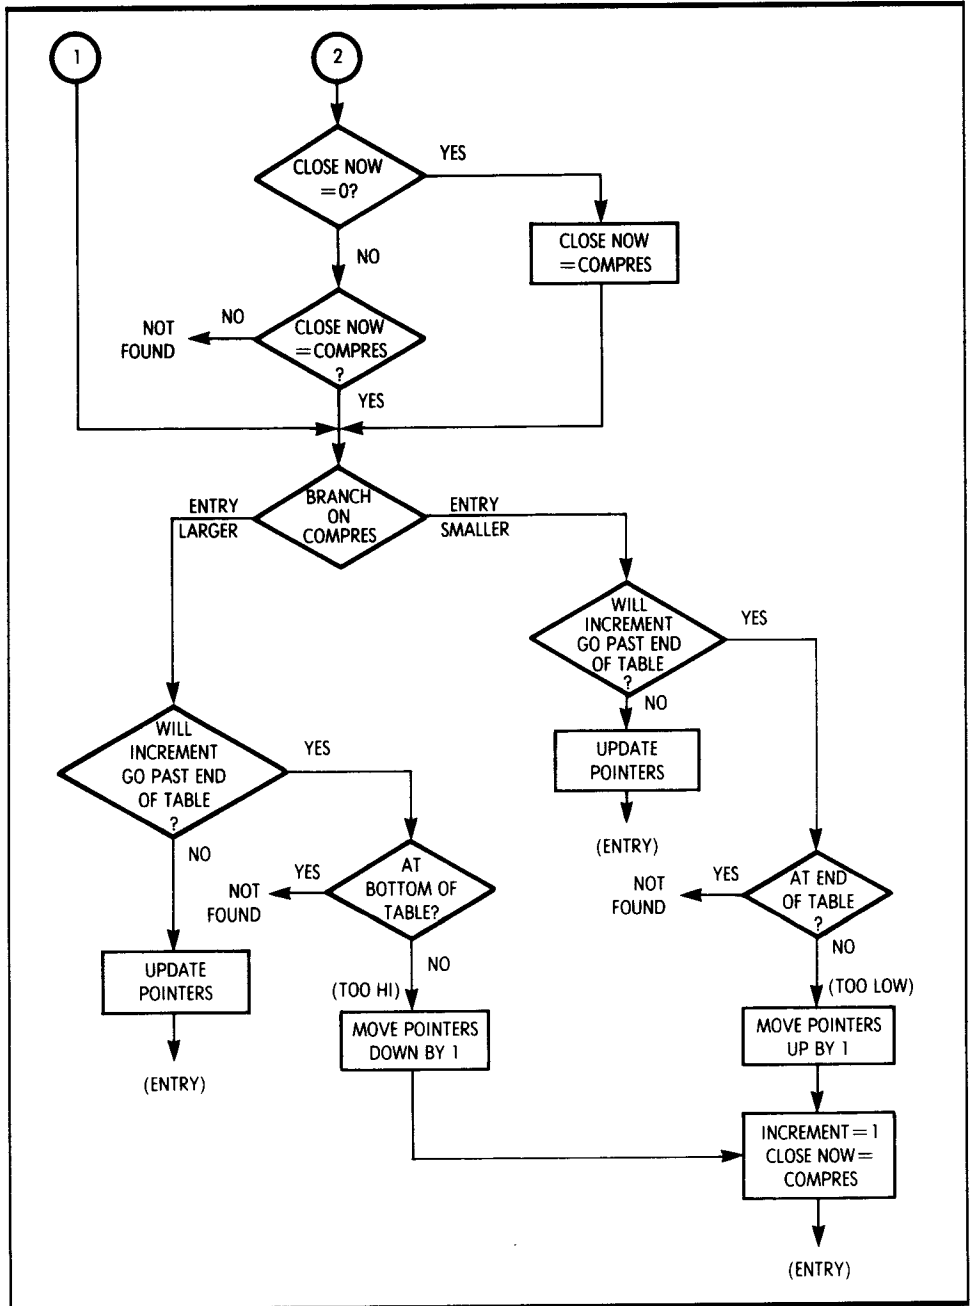 1
2
CLOSE NOW
=0?
YES
CLOSE NOW
=COMPRES
NO
NO
NOT
FOUND
CLOSE NOW
=COMPRES
?
YES
BRANCH
ON
COMPRES
ENTRY
LARGER
ENTRY
SMALLER
WILL
INCREMENT
GO PAST END
OF TABLE
?
YES
NO
UPDATE
POINTERS
(ENTRY)
WILL
INCREMENT
GO PAST END
OF TABLE
?
YES
NO
AT
BOTTOM OF
TABLE?
YES
NOT
FOUND
AT END
OF TABLE
?
YES
NOT
FOUND
UPDATE
POINTERS
(ENTRY)
NO
(TOO HI)
MOVE POINTERS
DOWN BY 1
NO
(TOO LOW)
MOVE POINTERS
UP BY 1
INCREMENT=1
CLOSE NOW=
COMPRES
(ENTRY)